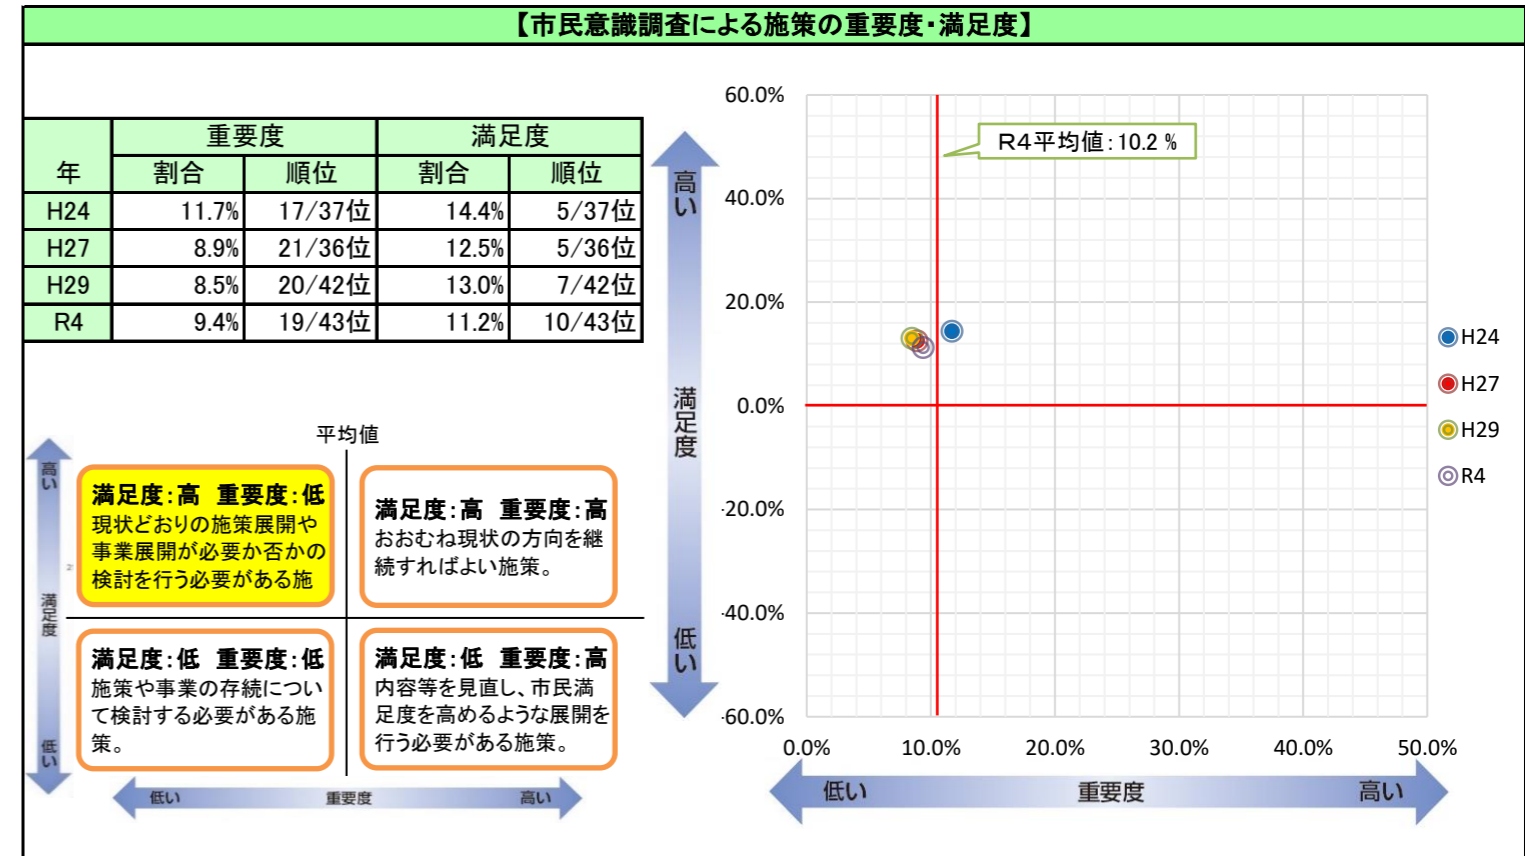 【市民意識調査による施策の重要度・満足度】
年 重要度 満足度
割合 順位 割合 順位
H24 11.7% 17/37位 14.4% 5/37位
H27 8.9% 21/36位 12.5% 5/36位
H29 8.5% 20/42位 13.0% 7/42位
R4 9.4% 19/43位 11.2% 10/43位
平均値
高い
満足度
低い
満足度:高 重要度:低
現状どおりの施策展開や
事業展開が必要か否かの
検討を行う必要がある施
満足度:高 重要度:高
おおむね現状の方向を継
続すればよい施策。
満足度:低 重要度:低
施策や事業の存続につい
て検討する必要がある施
策。
満足度:低 重要度:高
内容等を見直し、市民満
足度を高めるような展開を
行う必要がある施策。
低い 重要度 高い
高い
満足度
低い
60.0%
40.0%
20.0%
0.0%
-20.0%
-40.0%
-60.0%
R4平均値:10.2%
0.0% 10.0% 20.0% 30.0% 40.0% 50.0%
低い 重要度 高い
H24
H27
H29
R4